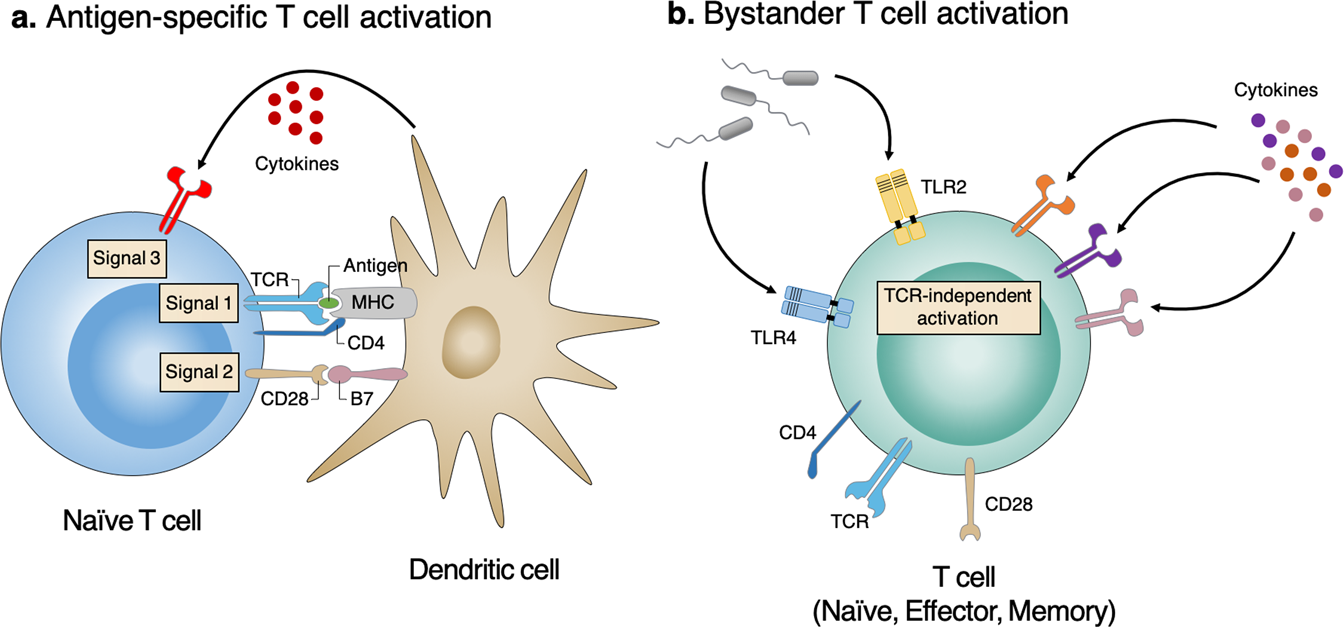 a. Antigen-specific T cell activation
Cytokines
Signal 3
Signal 1
TCR
Antigen
MHC
CD4
Signal 2
CD28
B7
Naïve T cell
Dendritic cell
b. Bystander T cell activation
Cytokines
TLR2
TLR4
TCR-independent
activation
CD4
TCR
CD28
T cell
(Naïve, Effector, Memory)